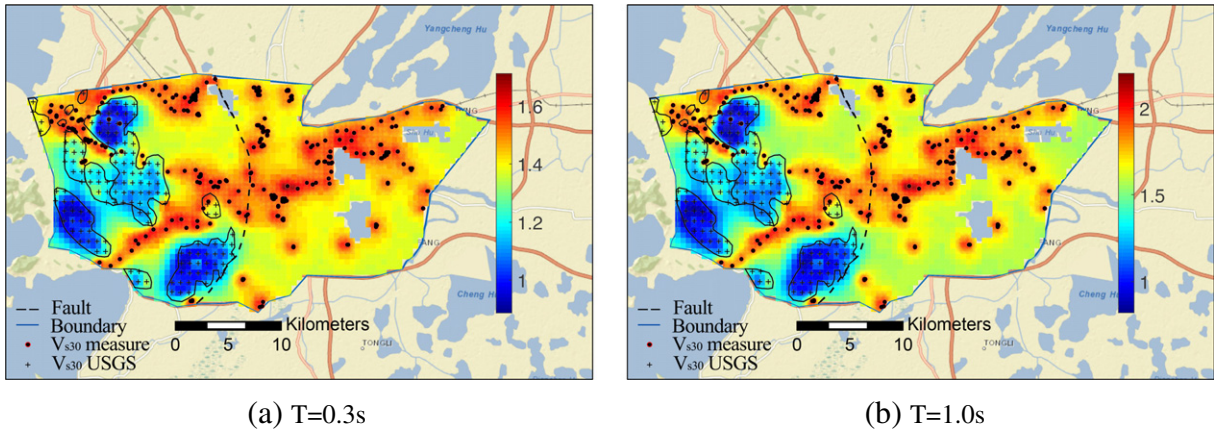 Yangcheng Hu
1.6
1.4
1.2
1
Fault
Boundary
Vs30 measure
Vs30 USGS
Kilometers
0 5 10
Cheng Hu
TONGLI
(a) T=0.3s
Yangcheng Hu
2
1.5
1
Fault
Boundary
Vs30 measure
Vs30 USGS
Kilometers
0 5 10
Cheng Hu
TONGLI
(b) T=1.0s